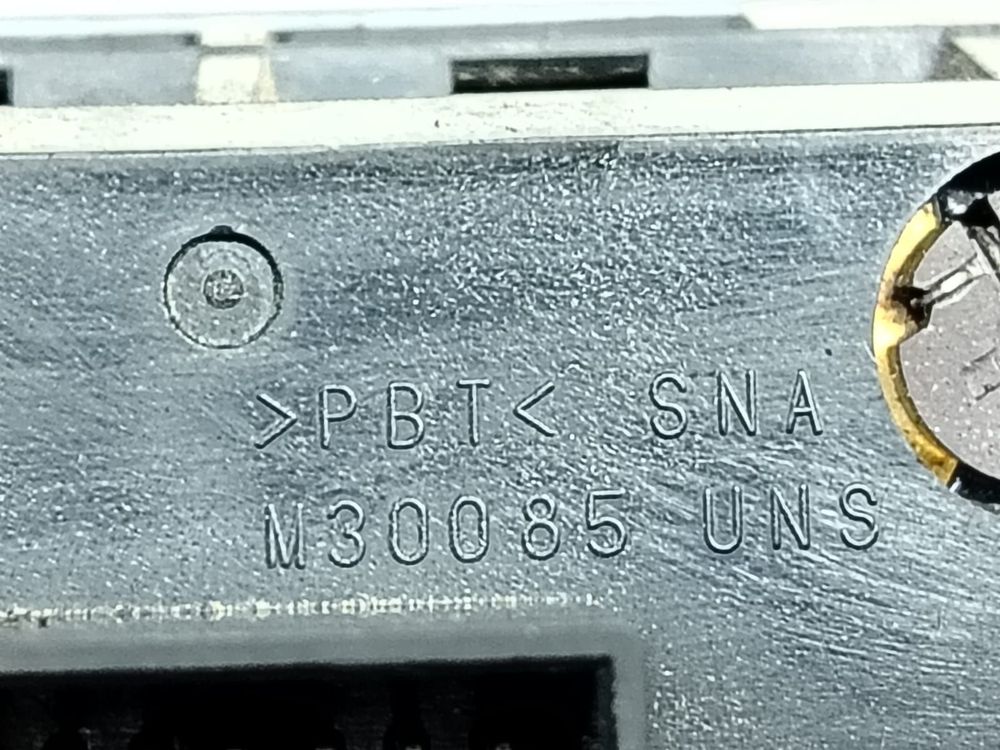 >PBT< SNA
M30085 UNS